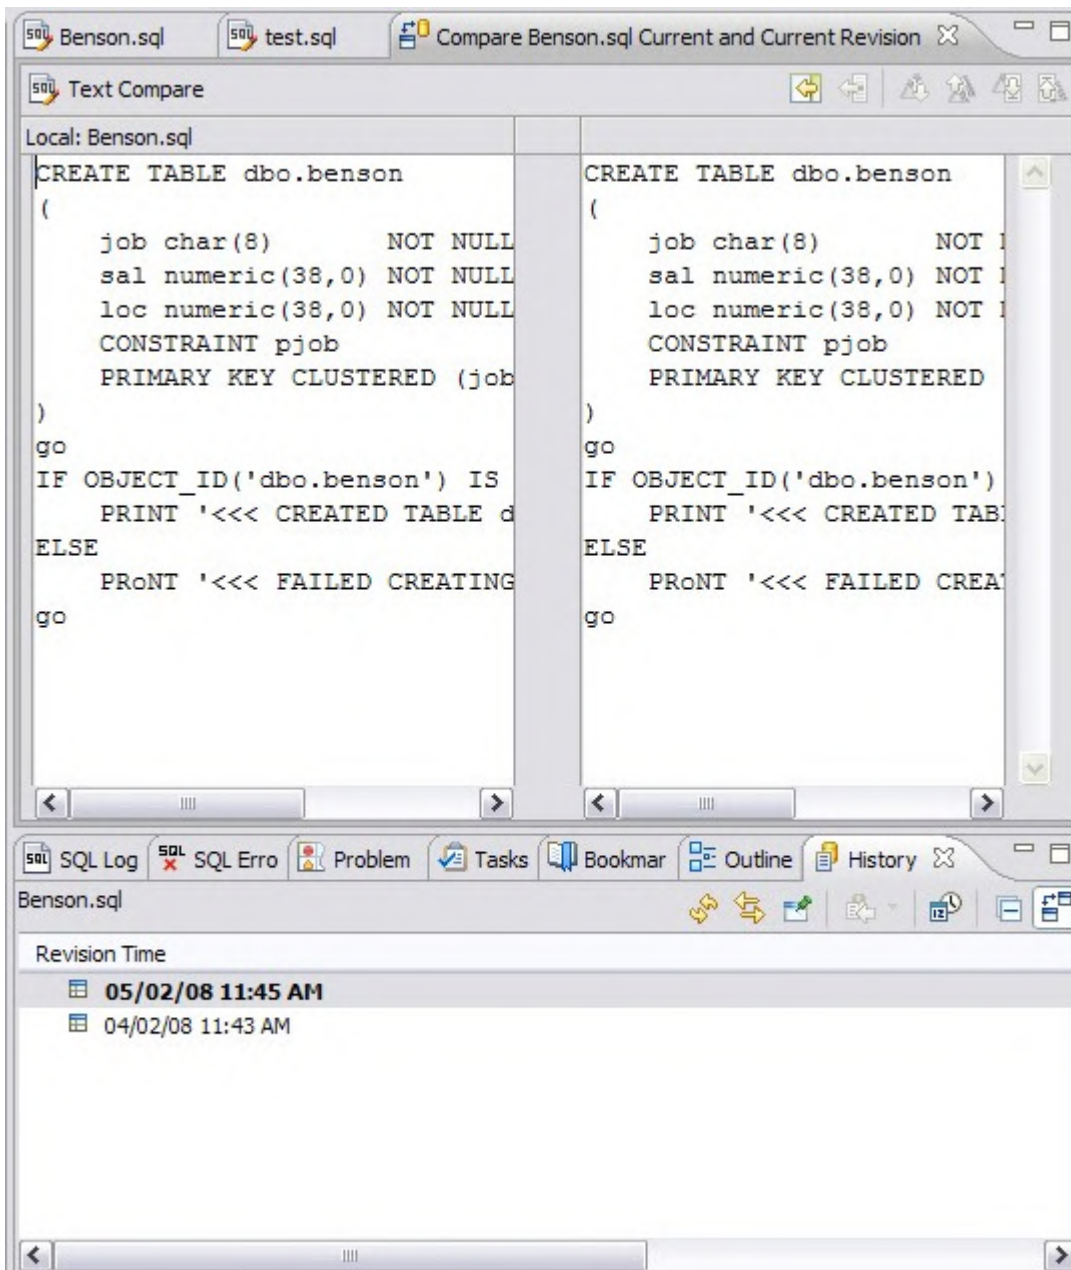 Benson.sql test.sql Compare Benson.sql Current and Current Revision
Text Compare
Local: Benson.sql
CREATE TABLE dbo.benson
(
job char(8) NOT NULL
sal numeric(38,0) NOT NULL
loc numeric(38,0) NOT NULL
CONSTRAINT pjob
PRIMARY KEY CLUSTERED (job
)
go
IF OBJECT_ID('dbo.benson') IS
PRINT '<<< CREATED TABLE d
ELSE
PRoNT '<<< FAILED CREATING
go
CREATE TABLE dbo.benson
(
job char(8) NOT
sal numeric(38,0) NOT
loc numeric(38,0) NOT
CONSTRAINT pjob
PRIMARY KEY CLUSTERED
)
go
IF OBJECT_ID('dbo.benson')
PRINT '<<< CREATED TAB
ELSE
PRoNT '<<< FAILED CREA
go
SQL Log SQL Erro Problem Tasks Bookmar Outline History
Benson.sql
Revision Time
05/02/08 11:45 AM
04/02/08 11:43 AM